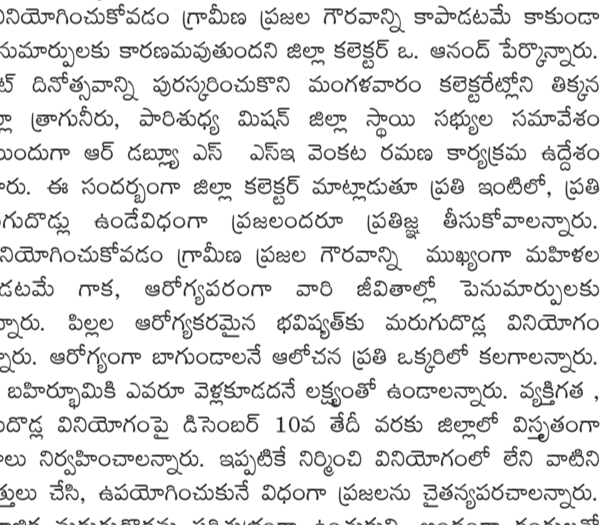 వినియోగించుకోవడం గ్రామీణ ప్రజల గౌరవాన్ని కాపాడటమే కాకుండా
నుమార్పులకు కారణమవుతుందని జిల్లా కలెక్టర్ ఒ. ఆనంద్ పేర్కొన్నారు.
ట్ దినోత్సవాన్ని పురస్కరించుకొని మంగళవారం కలెక్టరేట్లోని తిక్కన
త్రాగునీరు, పారిశుధ్య మిషన్ జిల్లా స్థాయి సభ్యుల సమావేశం
ముందుగా ఆర్ డబ్ల్యూ ఎస్ ఎస్ఇ వెంకట రమణ కార్యక్రమ ఉద్దేశం
రు. ఈ సందర్భంగా జిల్లా కలెక్టర్ మాట్లాడుతూ ప్రతి ఇంటిలో, ప్రతి
గుదొడ్లు ఉండేవిధంగా ప్రజలందరూ ప్రతిజ్ఞ తీసుకోవాలన్నారు.
నియోగించుకోవడం గ్రామీణ ప్రజల గౌరవాన్ని ముఖ్యంగా మహిళల
డటమే గాక, ఆరోగ్యపరంగా వారి జీవితాల్లో పెనుమార్పులకు
న్నారు. పిల్లల ఆరోగ్యకరమైన భవిష్యత్‌కు మరుగుదొడ్ల వినియోగం
న్నారు. ఆరోగ్యంగా బాగుండాలనే ఆలోచన ప్రతి ఒక్కరిలో కలగాలన్నారు.
బహిర్భూమికి ఎవరూ వెళ్లకూడదనే లక్ష్యంతో ఉండాలన్నారు. వ్యక్తిగత ,
దొడ్ల వినియోగంపై డిసెంబర్ 10వ తేదీ వరకు జిల్లాలో విస్తృతంగా
లు నిర్వహించాలన్నారు. ఇప్పటికే నిర్మించి వినియోగంలో లేని వాటిని
త్తులు చేసి, ఉపయోగించుకునే విధంగా ప్రజలను చైతన్యపరచాలన్నారు.